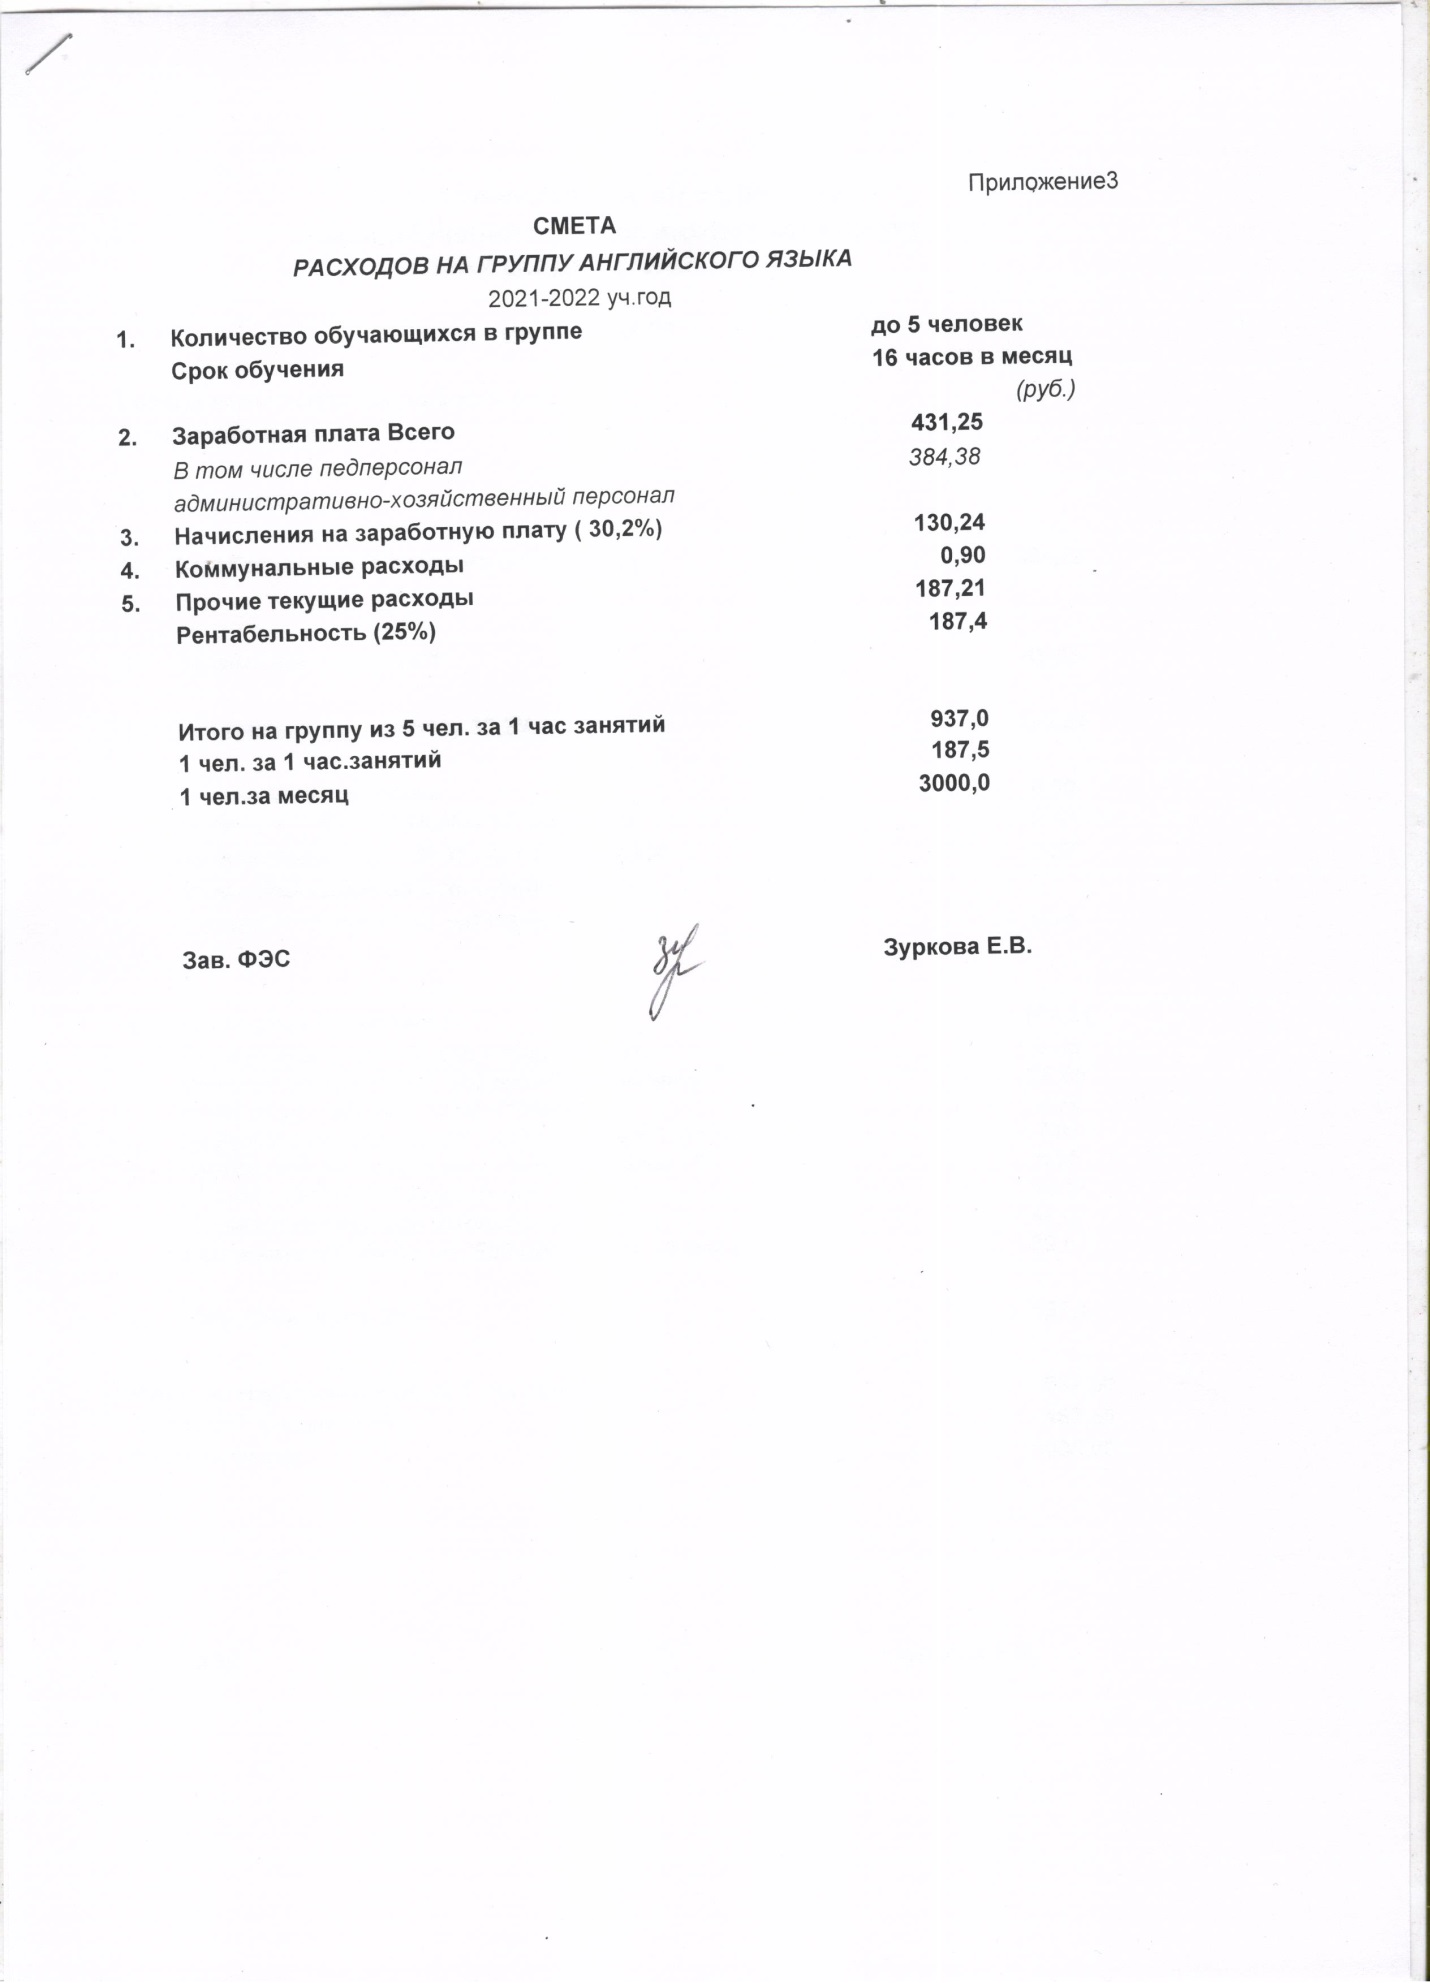 Приложение3
СМЕТА
РАСХОДОВ НА ГРУППУ АНГЛИЙСКОГО ЯЗЫКА
2021-2022 уч.год
1. Количество обучающихся в группе до 5 человек
Срок обучения 16 часов в месяц
(руб.)
2. Заработная плата Всего 431,25
В том числе педперсонал 384,38
административно-хозяйственный персонал
3. Начисления на заработную плату ( 30,2%) 130,24
4. Коммунальные расходы 0,90
5. Прочие текущие расходы 187,21
Рентабельность (25%) 187,4
Итого на группу из 5 чел. за 1 час занятий 937,0
1 чел. за 1 час.занятий 187,5
1 чел.за месяц 3000,0
Зав. ФЭС Зуркова Е.В.